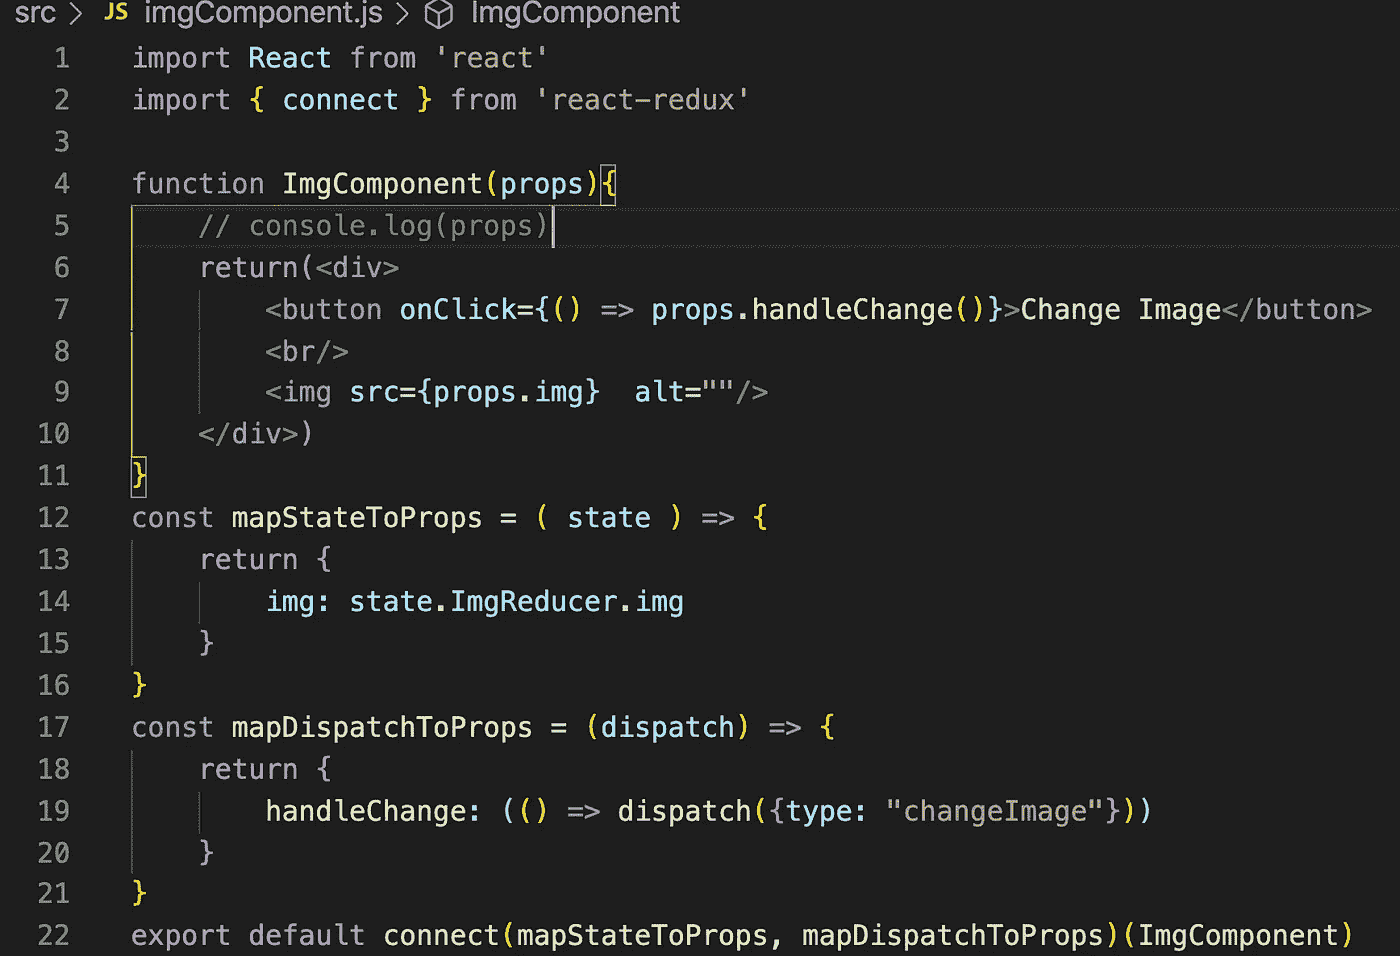 src > JS imgComponent.js > ImgComponent
1 import React from 'react'
2 import { connect } from 'react-redux'
3
4 function ImgComponent(props){
5     // console.log(props)
6     return(<div>
7         <button onClick={() => props.handleChange()}>Change Image</button>
8         <br/>
9         <img src={props.img}  alt=""/>
10     </div>)
11 }
12 const mapStateToProps = ( state ) => {
13     return {
14         img: state.ImgReducer.img
15     }
16 }
17 const mapDispatchToProps = (dispatch) => {
18     return {
19         handleChange: (() => dispatch({type: "changeImage"}))
20     }
21 }
22 export default connect(mapStateToProps, mapDispatchToProps)(ImgComponent)